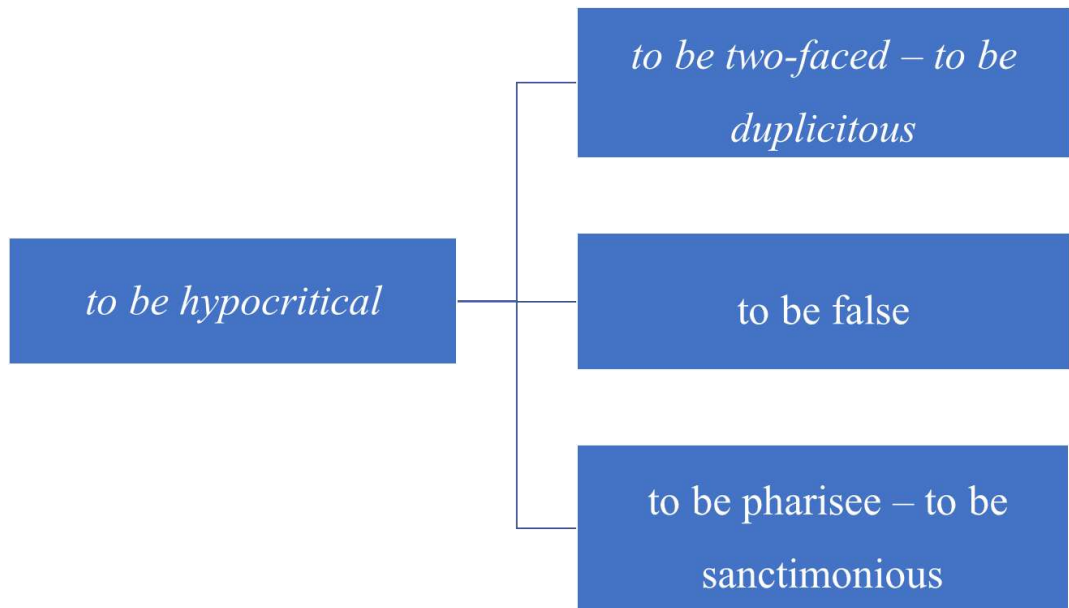 to be two-faced – to be
duplicitous
to be hypocritical
to be false
to be pharisee – to be
sanctimonious